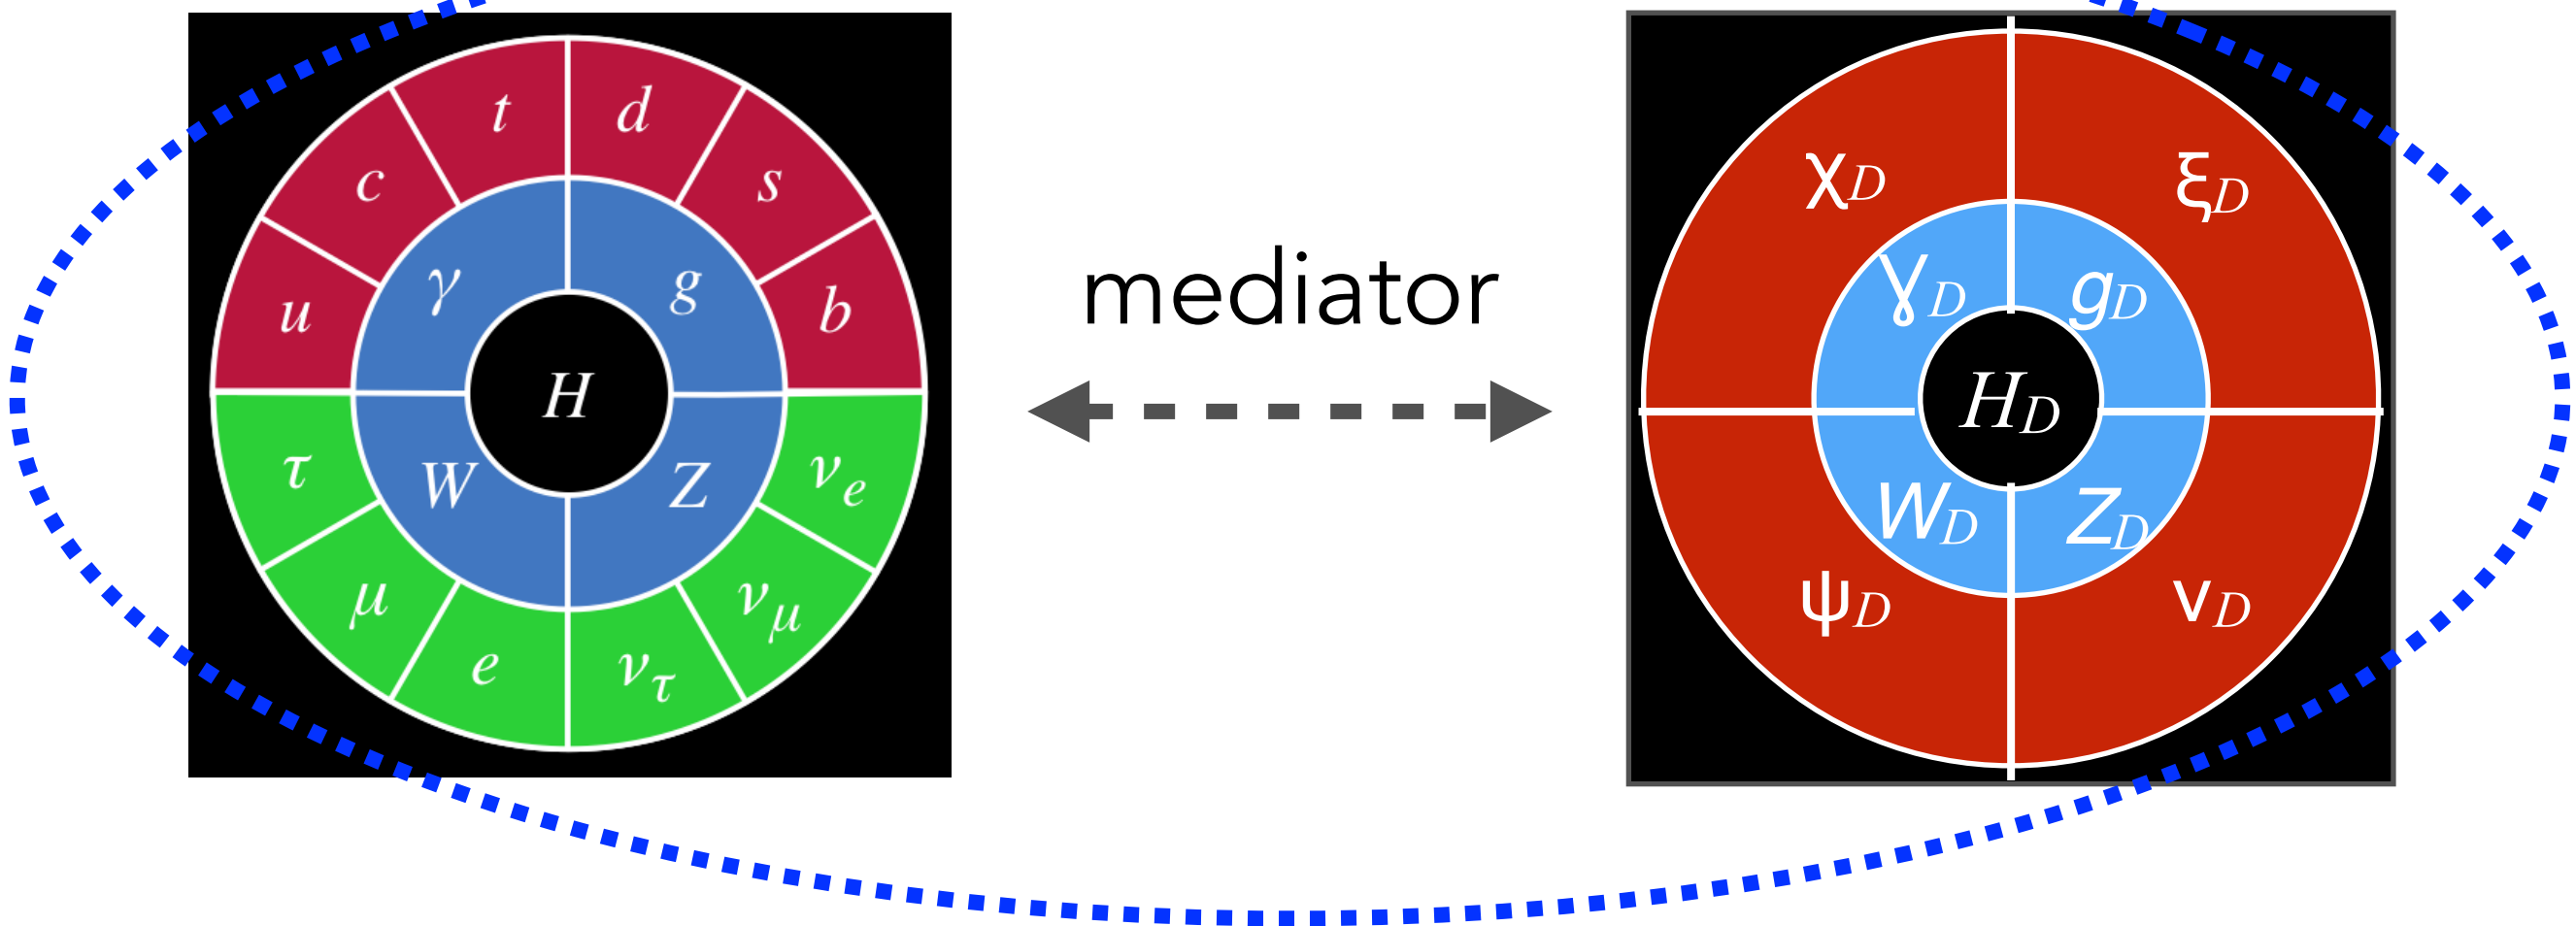 t d
c s
u b
γ g
H
W Z
τ ν_e
μ ν_μ
e ν_τ
mediator
χ_D ξ_D
γ_D g_D
H_D
W_D Z_D
ψ_D ν_D